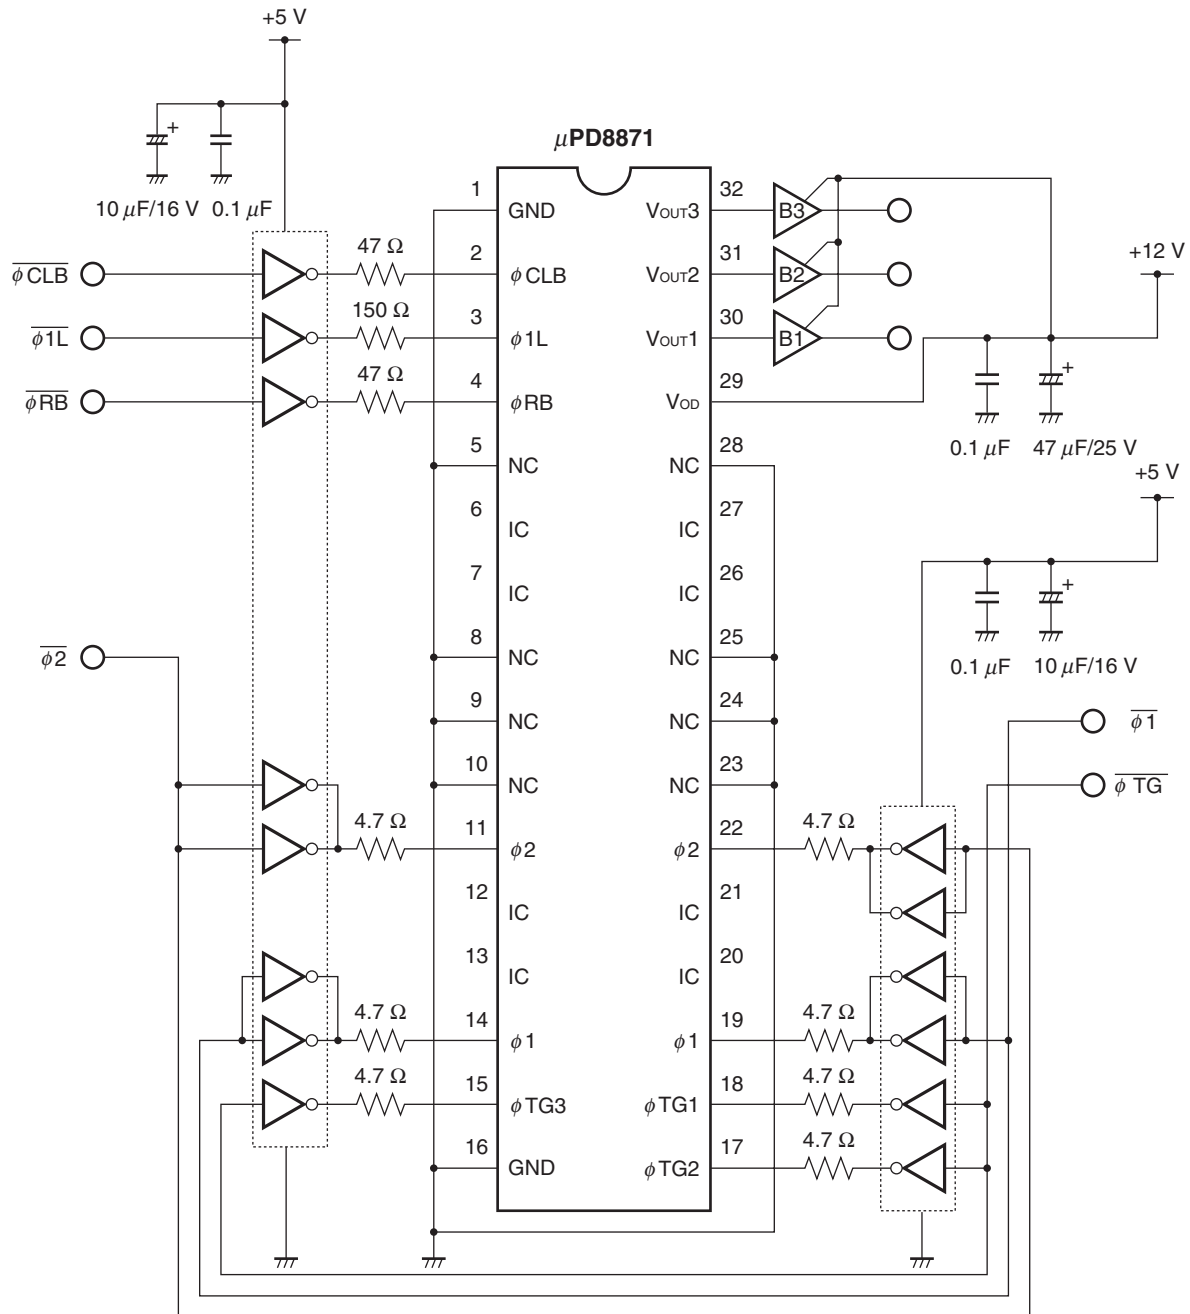 +5 V
+
10 μF/16 V 0.1 μF
μPD8871
φCLB
φ1L
φRB
φ2
47 Ω
150 Ω
47 Ω
4.7 Ω
4.7 Ω
4.7 Ω
1 GND
2 φCLB
3 φ1L
4 φRB
5 NC
6 IC
7 IC
8 NC
9 NC
10 NC
11 φ2
12 IC
13 IC
14 φ1
15 φTG3
16 GND
VOUT3 32
VOUT2 31
VOUT1 30
VOD 29
NC 28
IC 27
IC 26
NC 25
NC 24
NC 23
φ2 22
IC 21
IC 20
φ1 19
φTG1 18
φTG2 17
B3
B2
B1
+12 V
+
0.1 μF 47 μF/25 V
+5 V
+
0.1 μF 10 μF/16 V
φ1
φTG
4.7 Ω
4.7 Ω
4.7 Ω
4.7 Ω